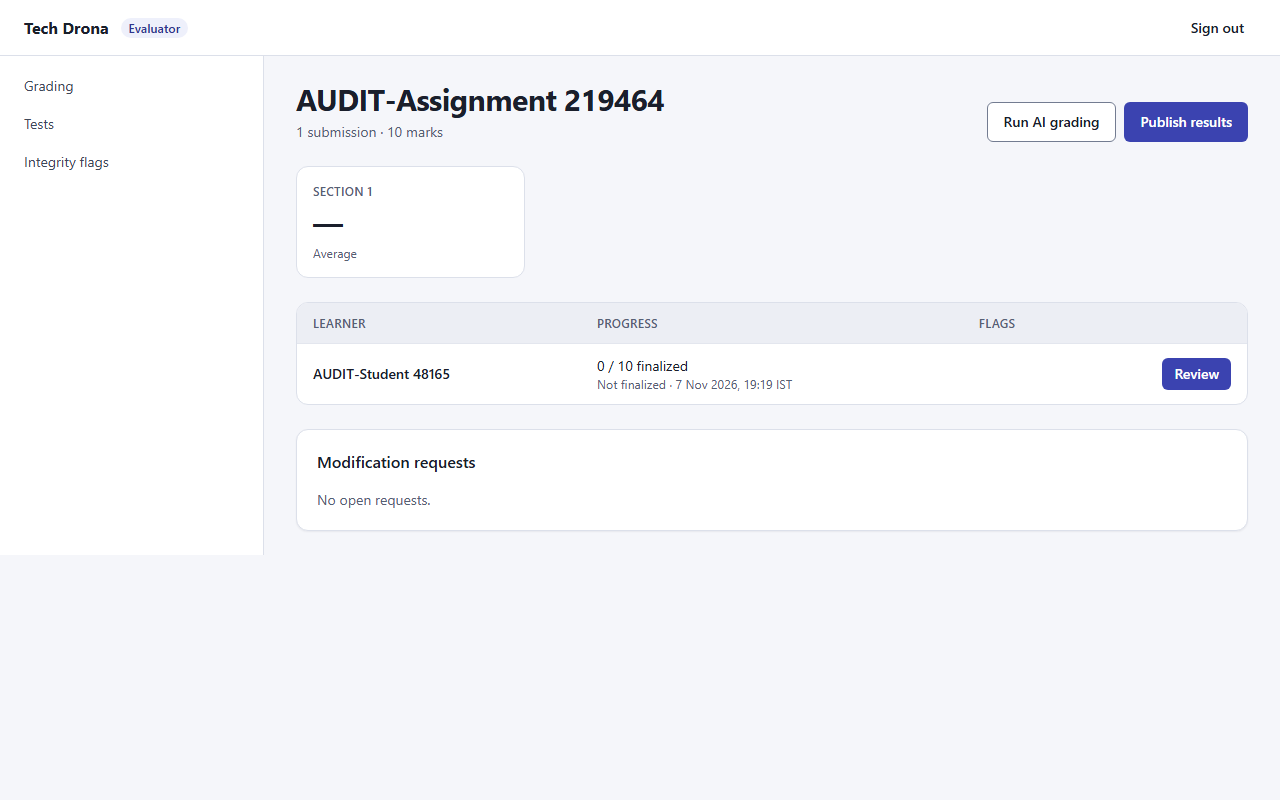 Tech Drona Evaluator Sign out
Grading
Tests
Integrity flags
AUDIT-Assignment 219464
1 submission · 10 marks
Run AI grading Publish results
SECTION 1
—
Average
LEARNER PROGRESS FLAGS
AUDIT-Student 48165
0 / 10 finalized
Not finalized · 7 Nov 2026, 19:19 IST
Review
Modification requests
No open requests.